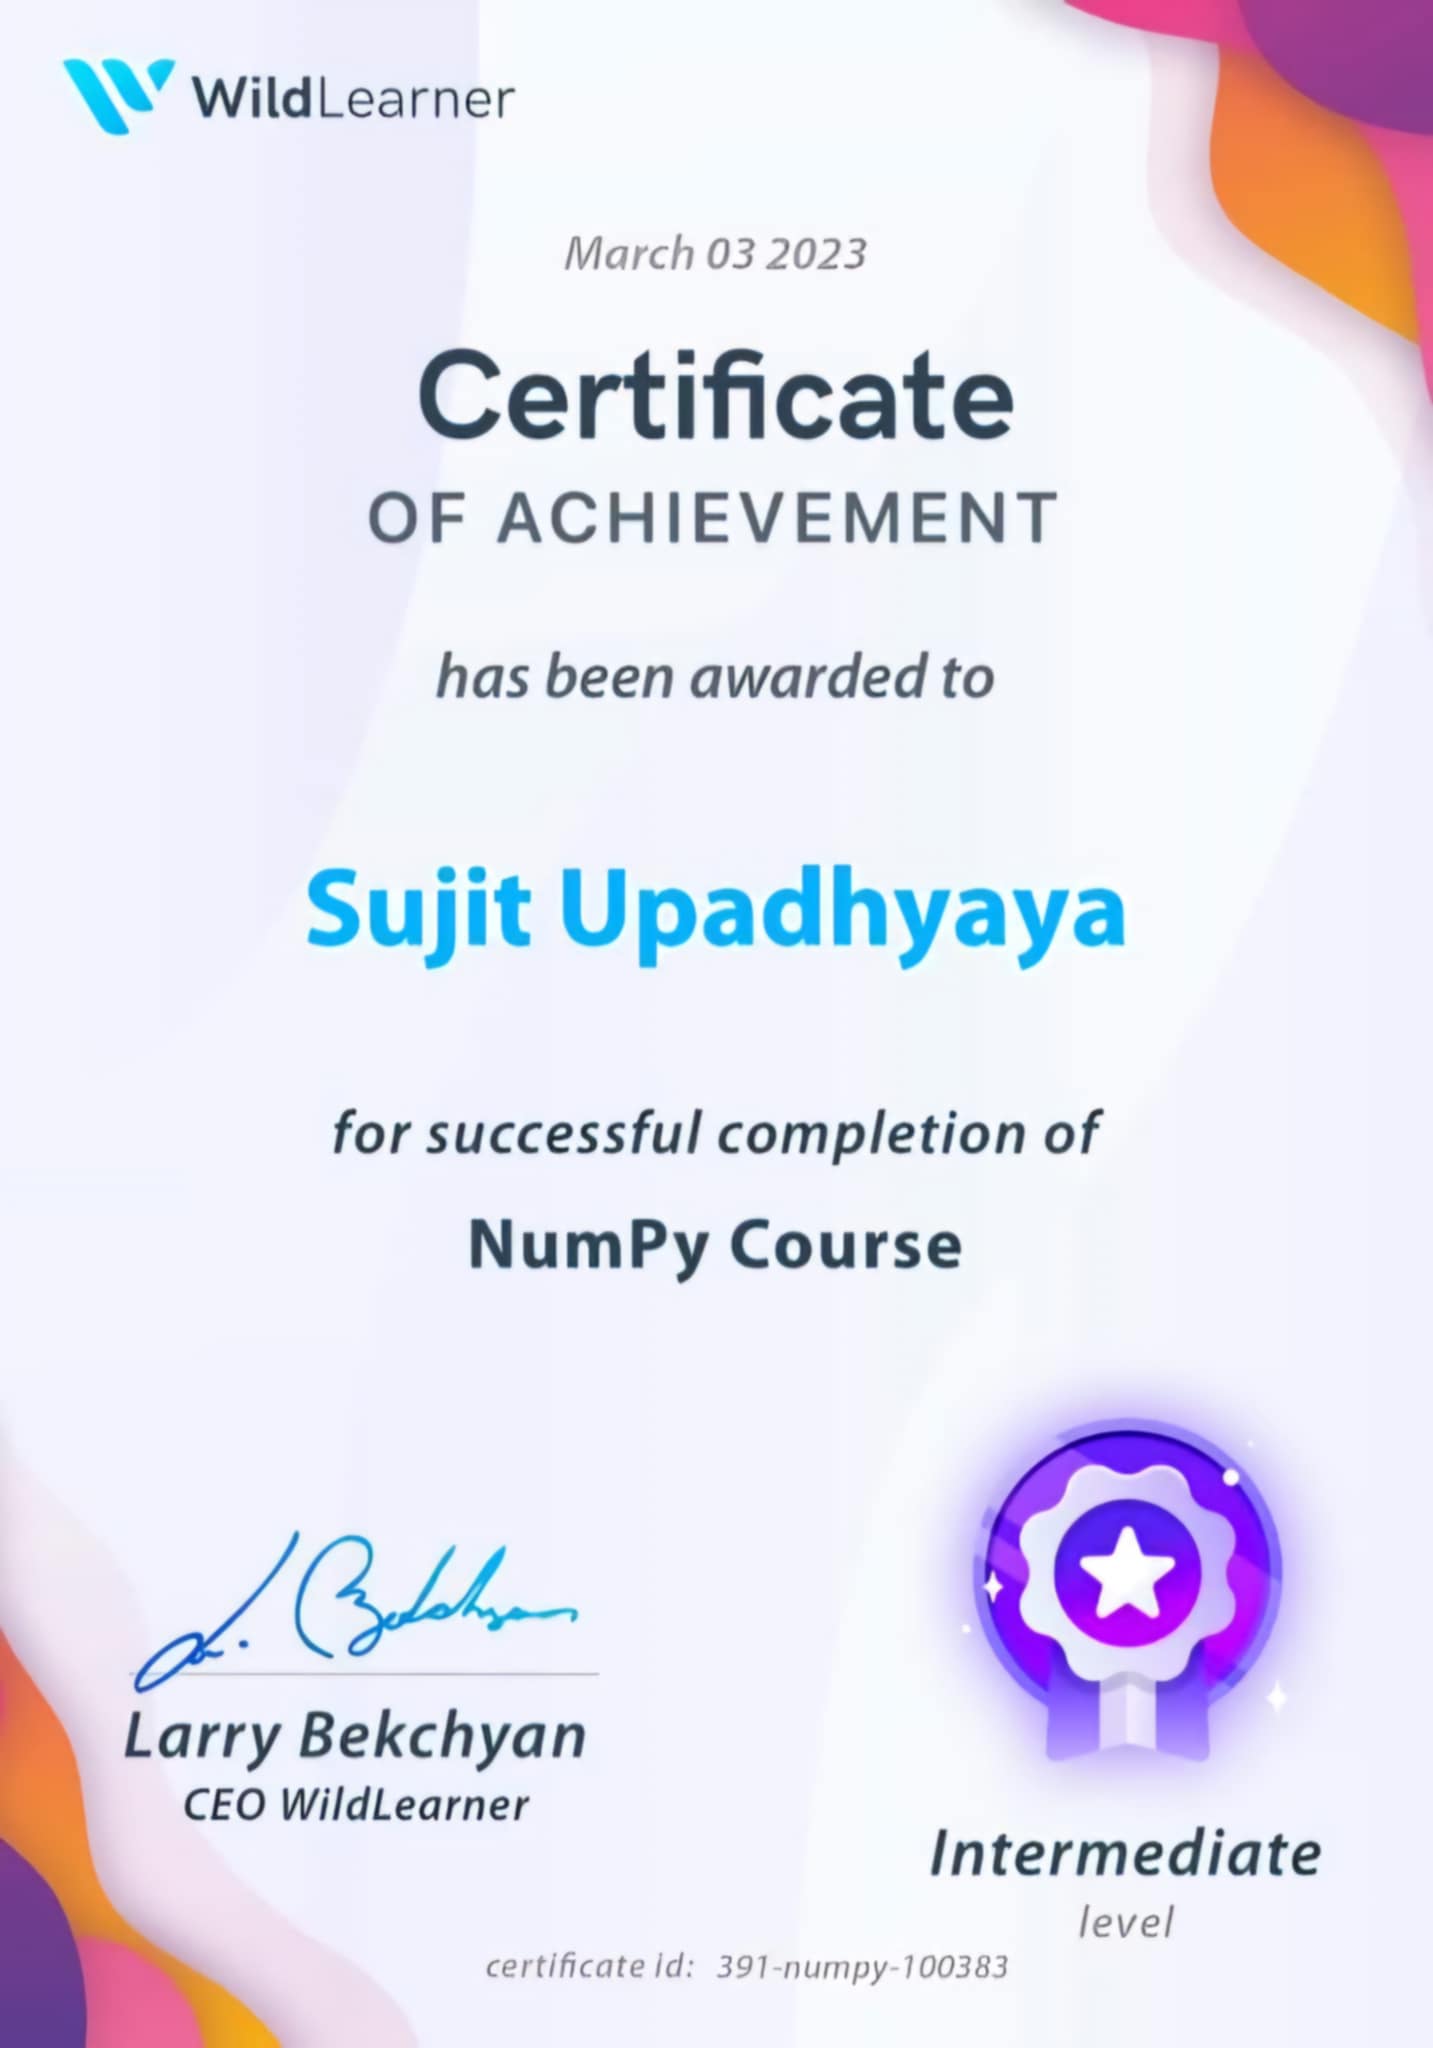 WildLearner
March 03 2023
Certificate
OF ACHIEVEMENT
has been awarded to
Sujit Upadhyaya
for successful completion of
NumPy Course
L. Bekchyan
Larry Bekchyan
CEO WildLearner
Intermediate
level
certificate id: 391-numpy-100383